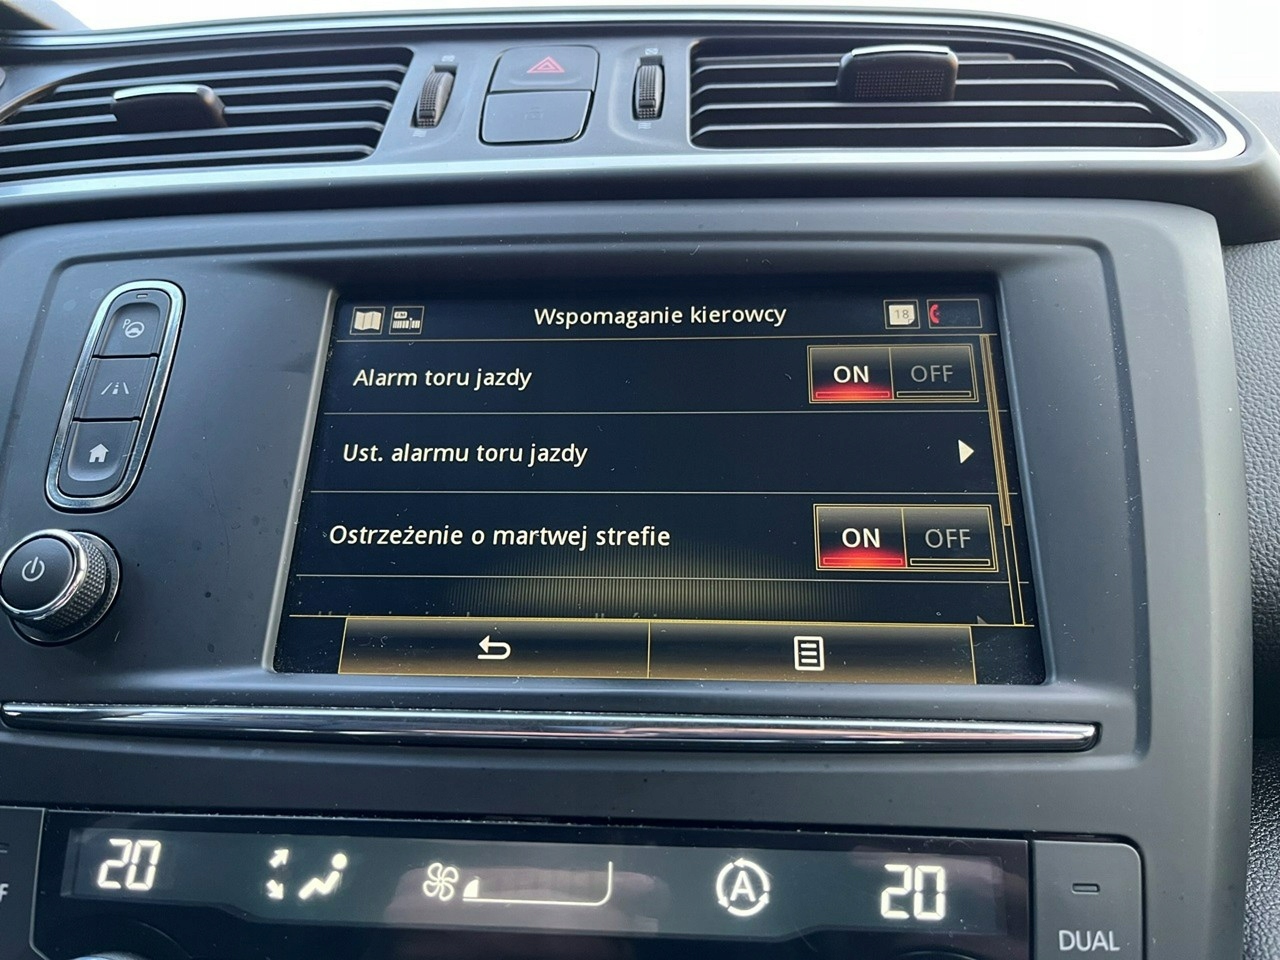 Wspomaganie kierowcy
18
Alarm toru jazdy
ON OFF
Ust. alarmu toru jazdy
Ostrzeżenie o martwej strefie
ON OFF
P
20
A
20
DUAL